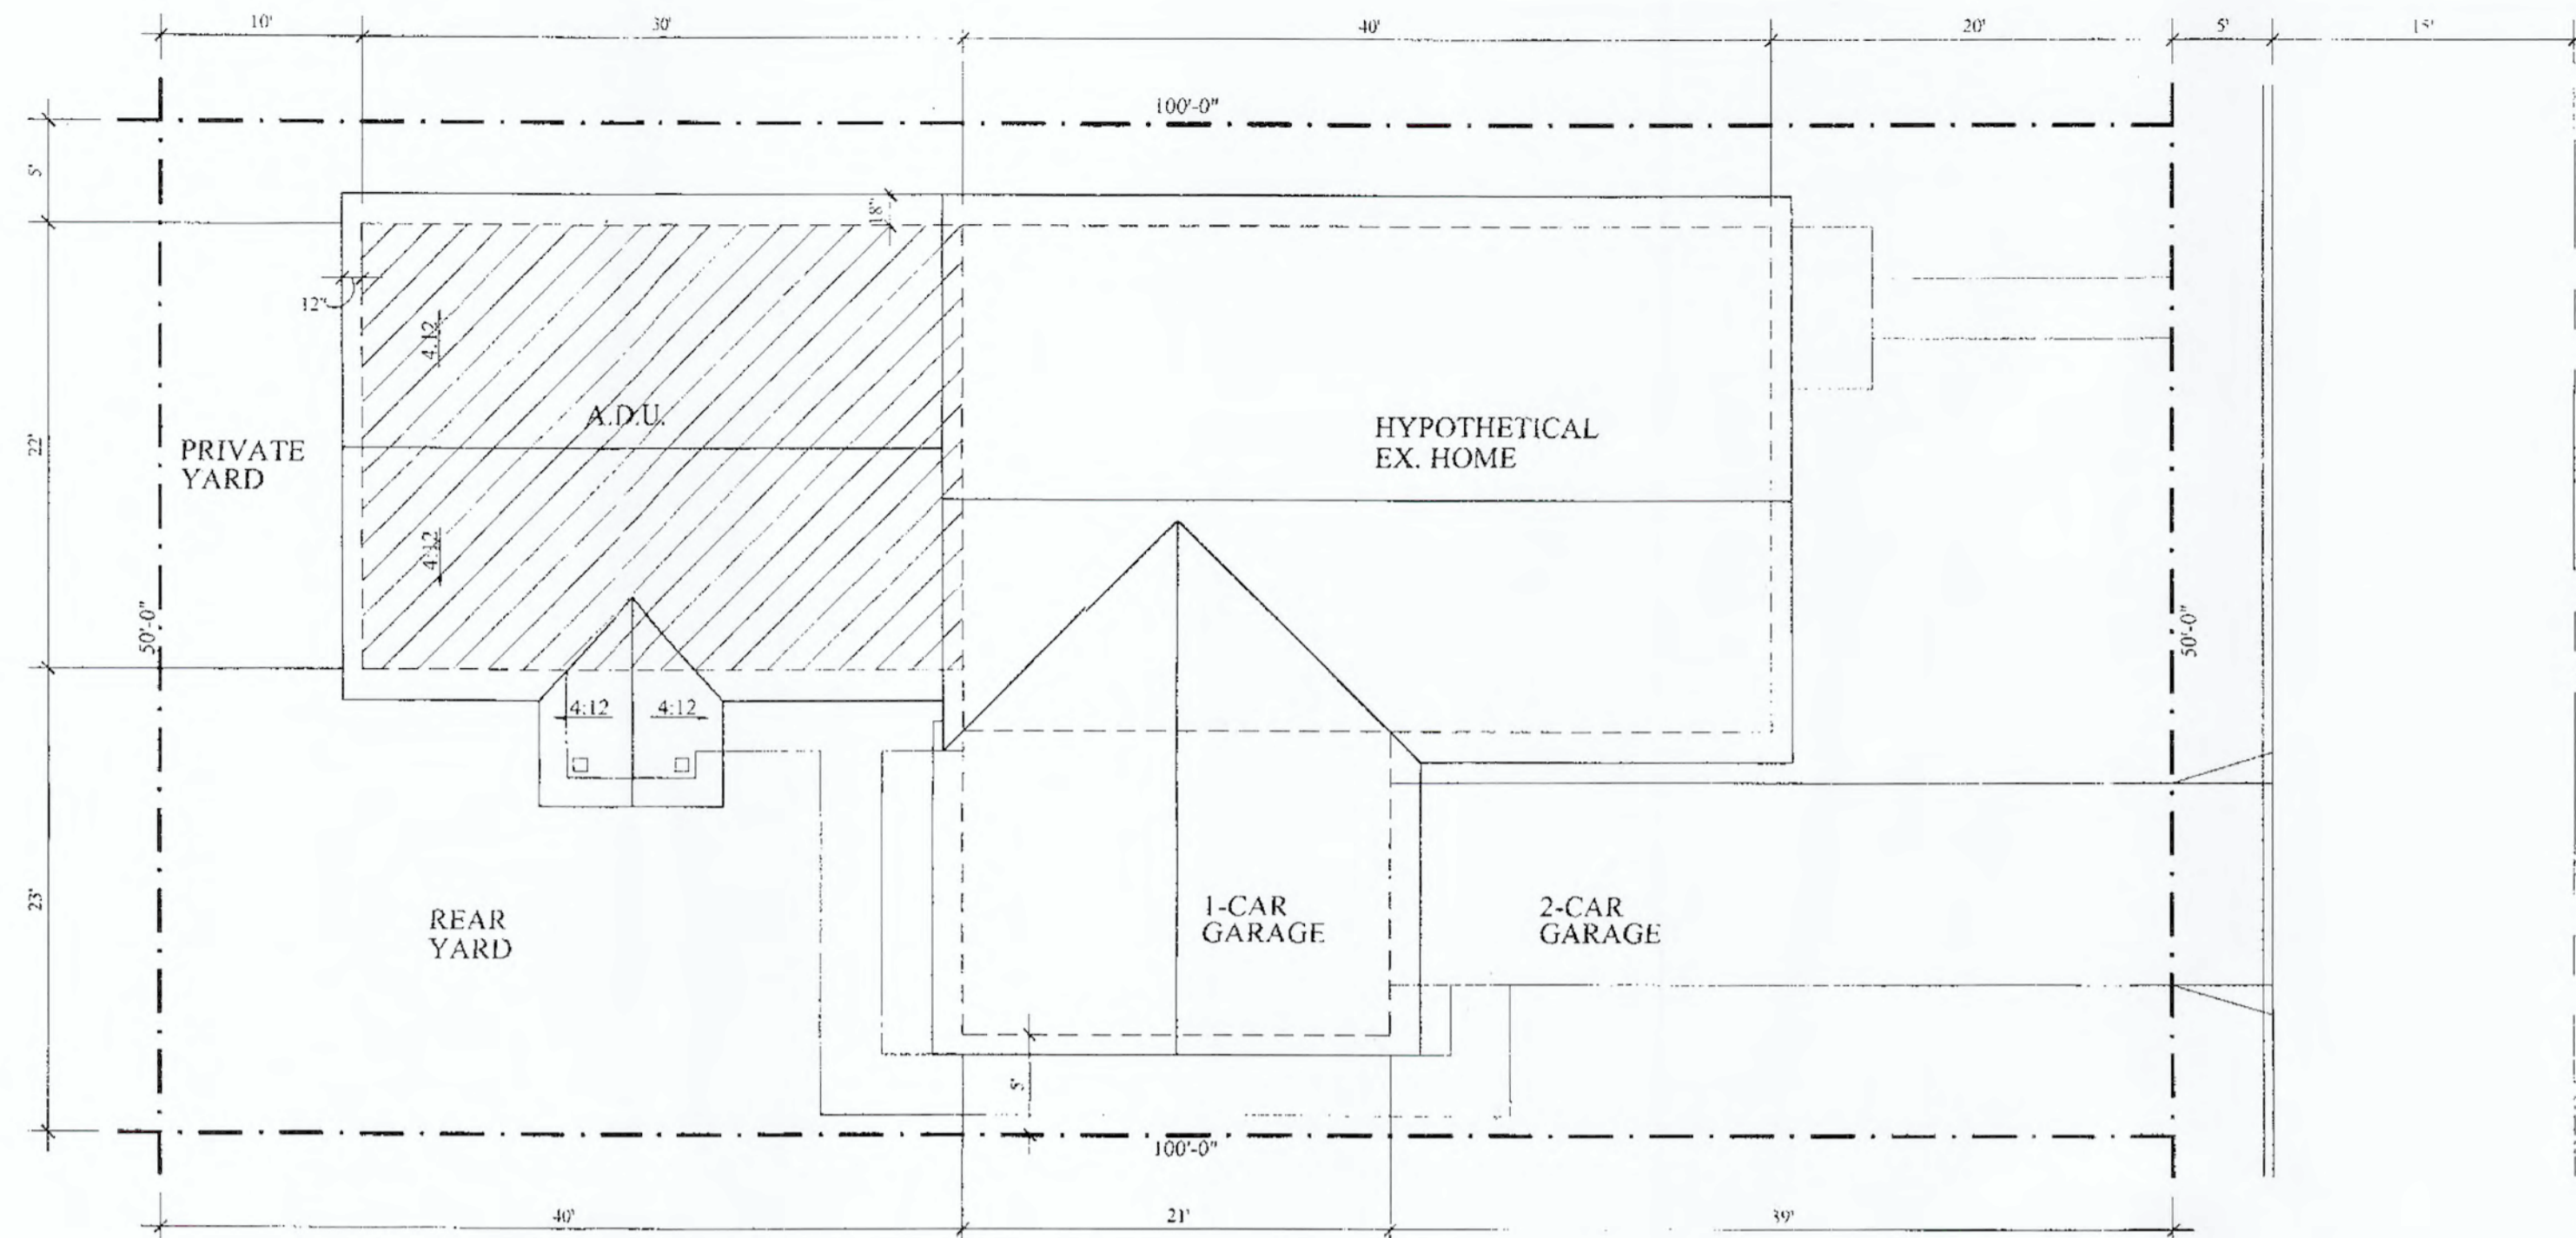 10'
30'
40'
20'
5'
15'
100'-0"
5'
18"
12"
4:12
A.D.U.
HYPOTHETICAL
EX. HOME
22'
PRIVATE
YARD
4:12
50'-0"
50'-0"
4:12
4:12
23'
REAR
YARD
1-CAR
GARAGE
2-CAR
GARAGE
100'-0"
40'
21'
39'